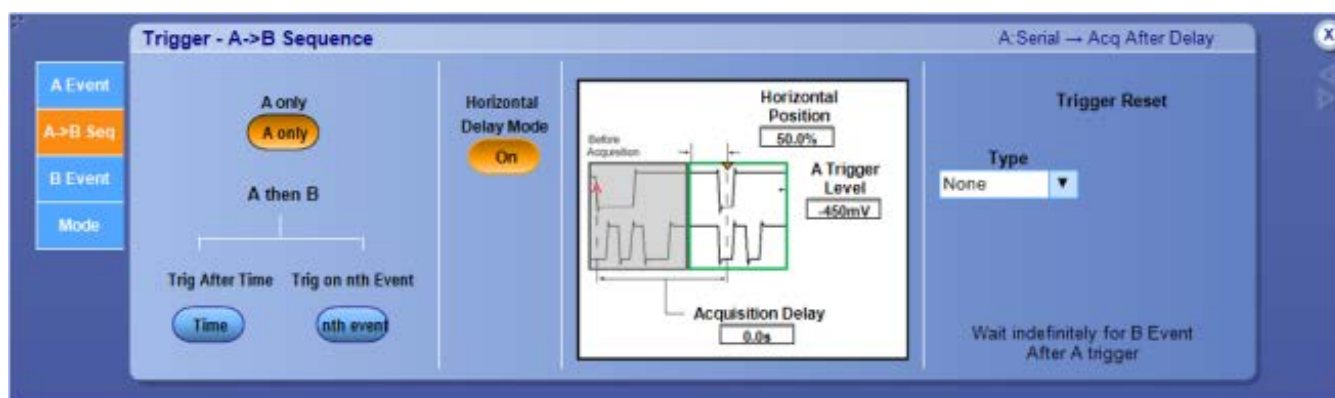 Trigger - A->B Sequence
A:Serial → Acq After Delay
X
A Event
A->B Seq
B Event
Mode
A only
A only
A then B
Trig After Time
Trig on nth Event
Time
nth event
Horizontal
Delay Mode
On
Horizontal
Position
50.0%
Before
Acquisition
A
A Trigger
Level
-450mV
Acquisition Delay
0.0s
Trigger Reset
Type
None
Wait indefinitely for B Event
After A trigger